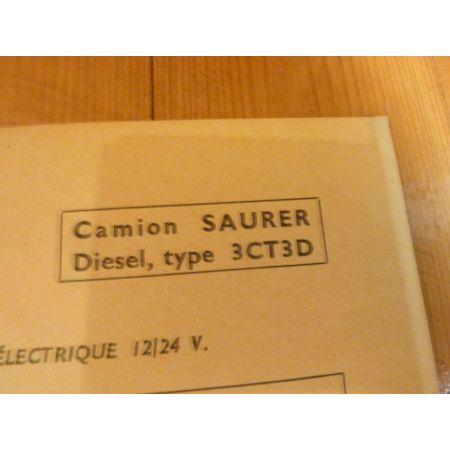 Camion SAURER
Diesel, type 3CT3D
ÉLECTRIQUE 12/24 V.